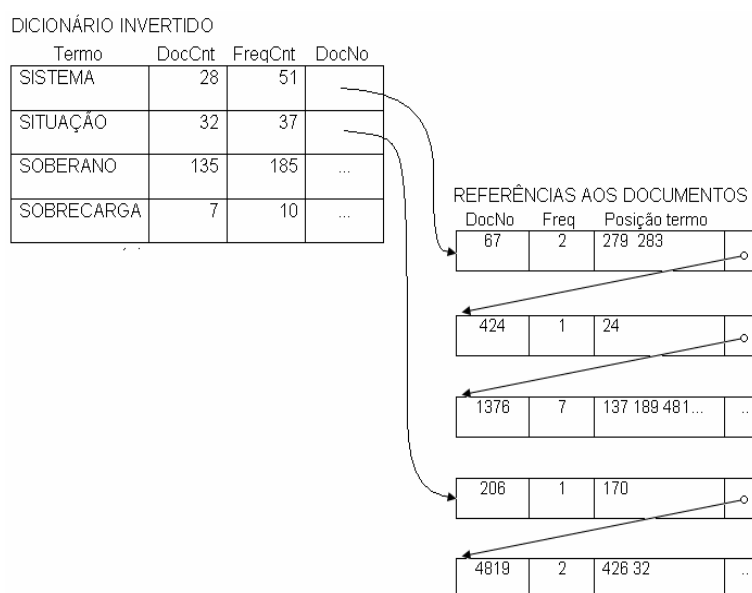 DICIONÁRIO INVERTIDO
Termo DocCnt FreqCnt DocNo
SISTEMA 28 51
SITUAÇÃO 32 37
SOBERANO 135 185 ...
SOBRECARGA 7 10 ...
REFERÊNCIAS AOS DOCUMENTOS
DocNo Freq Posição termo
67 2 279 283
424 1 24
1376 7 137 189 481... ..
206 1 170
4819 2 426 32 ..